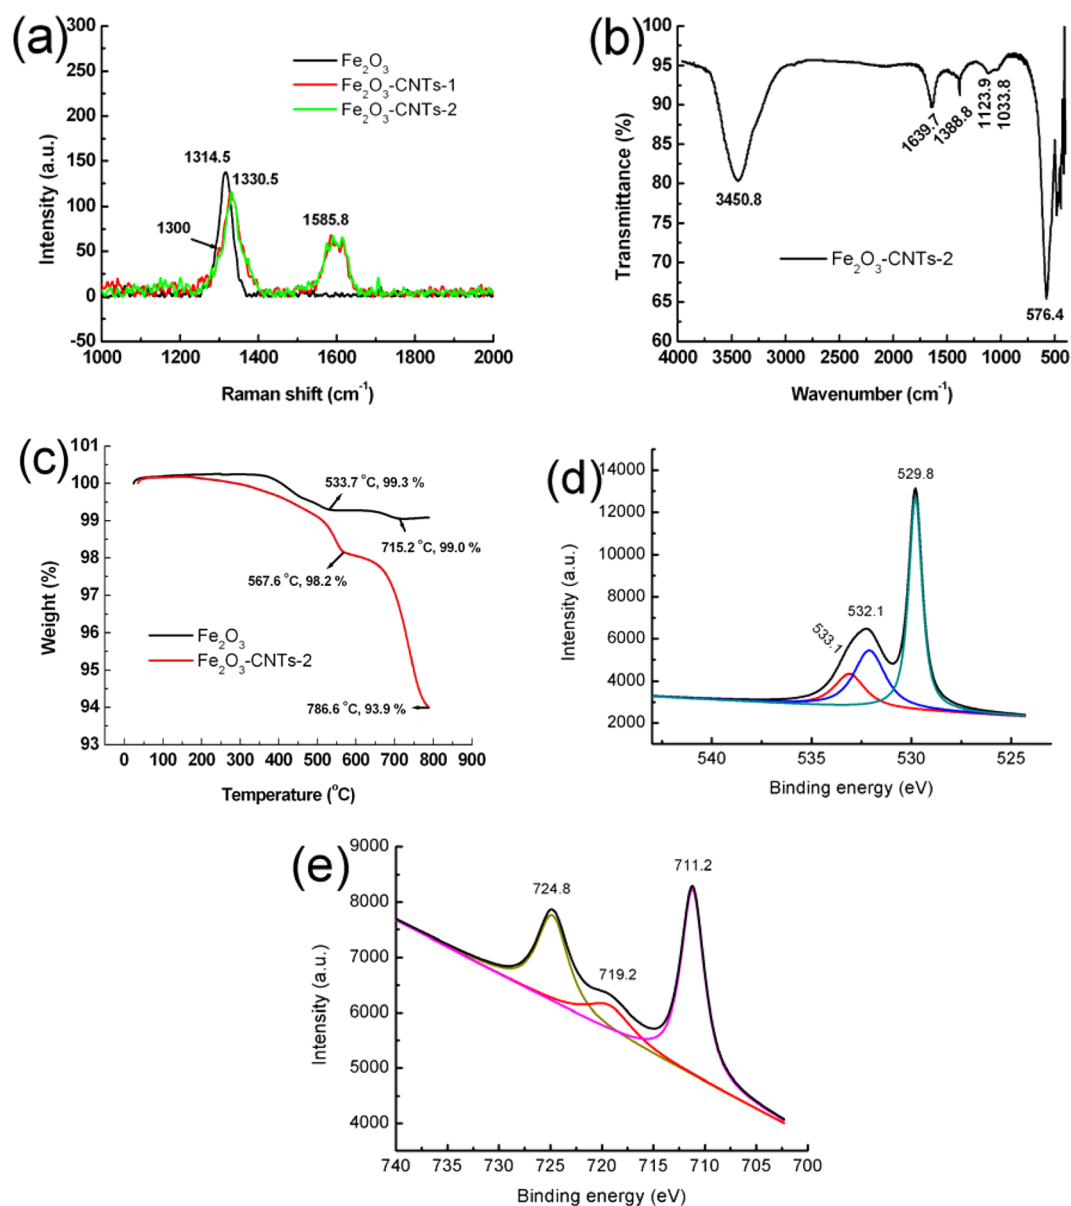 (a)
300
250
200
150
100
50
0
-50
Intensity (a.u.)
Fe₂O₃
Fe₂O₃-CNTs-1
Fe₂O₃-CNTs-2
1314.5
1330.5
1300
1585.8
1000 1200 1400 1600 1800 2000
Raman shift (cm⁻¹)
(b)
100
95
90
85
80
75
70
65
60
Transmittance (%)
3450.8
1639.7
1388.8
1123.9
1033.8
Fe₂O₃-CNTs-2
576.4
4000 3500 3000 2500 2000 1500 1000 500
Wavenumber (cm⁻¹)
(c)
101
100
99
98
97
96
95
94
93
Weight (%)
533.7 °C, 99.3 %
715.2 °C, 99.0 %
567.6 °C, 98.2 %
Fe₂O₃
Fe₂O₃-CNTs-2
786.6 °C, 93.9 %
0 100 200 300 400 500 600 700 800 900
Temperature (°C)
(d)
14000
12000
10000
8000
6000
4000
2000
Intensity (a.u.)
529.8
532.1
533.1
540 535 530 525
Binding energy (eV)
(e)
9000
8000
7000
6000
5000
4000
Intensity (a.u.)
724.8
719.2
711.2
740 735 730 725 720 715 710 705 700
Binding energy (eV)